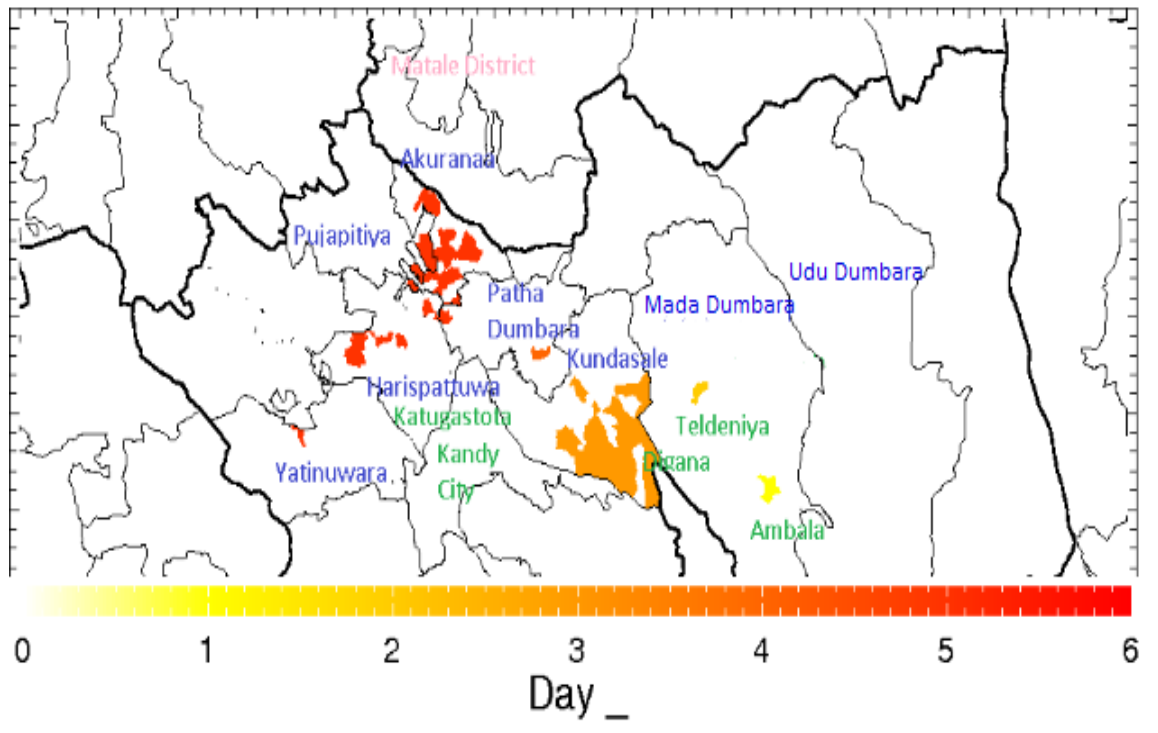 Matale District
Akuranaa
Pujapitiya
Udu Dumbara
Patha
Dumbara
Mada Dumbara
Kundasale
Harispattuwa
Katugastota
Teldeniya
Kandy
City
Digana
Yatinuwara
Ambala
0 1 2 3 4 5 6
Day _